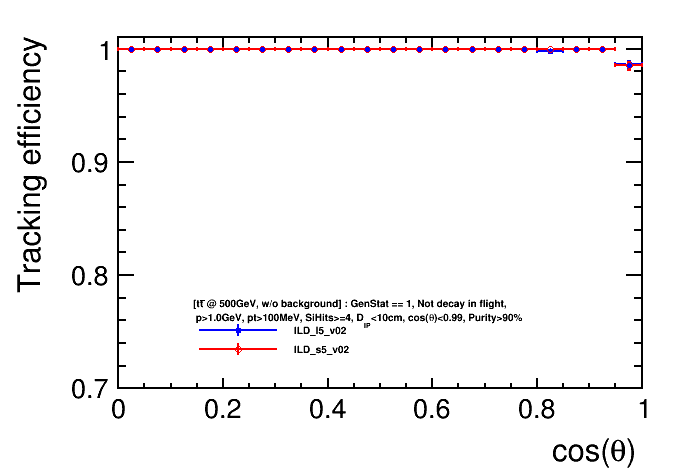 Tracking efficiency
1
0.9
0.8
0.7
[tt̄ @ 500GeV, w/o background] : GenStat == 1, Not decay in flight,
p>1.0GeV, pt>100MeV, SiHits>=4, D_IP<10cm, cos(θ)<0.99, Purity>90%
ILD_l5_v02
ILD_s5_v02
0 0.2 0.4 0.6 0.8 1
cos(θ)